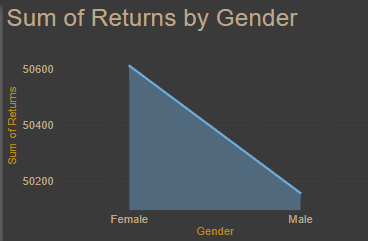 Sum of Returns by Gender
50600
50400
50200
Sum of Returns
Female Male
Gender